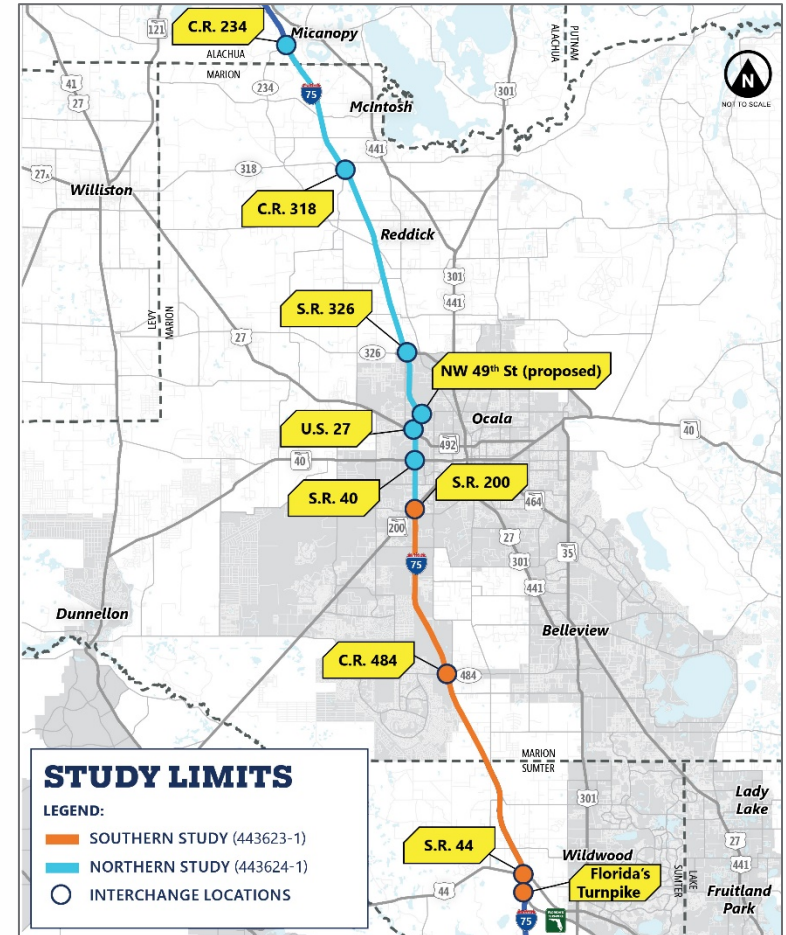 C.R. 234
Micanopy
121
ALACHUA
MARION
ALACHUA
PUTNAM
N
NOT TO SCALE
41
27
234
75
McIntosh
301
441
318
27A
Williston
C.R. 318
Reddick
301
441
LEVY
MARION
S.R. 326
27
326
NW 49th St (proposed)
U.S. 27
Ocala
492
40
40
S.R. 40
S.R. 200
464
200
27
301
441
35
75
Dunnellon
Belleview
C.R. 484
484
MARION
SUMTER
STUDY LIMITS
LEGEND:
SOUTHERN STUDY (443623-1)
NORTHERN STUDY (443624-1)
INTERCHANGE LOCATIONS
301
Lady
Lake
27
441
S.R. 44
Wildwood
Florida's
Turnpike
SUMTER
LAKE
Fruitland
Park
44
75